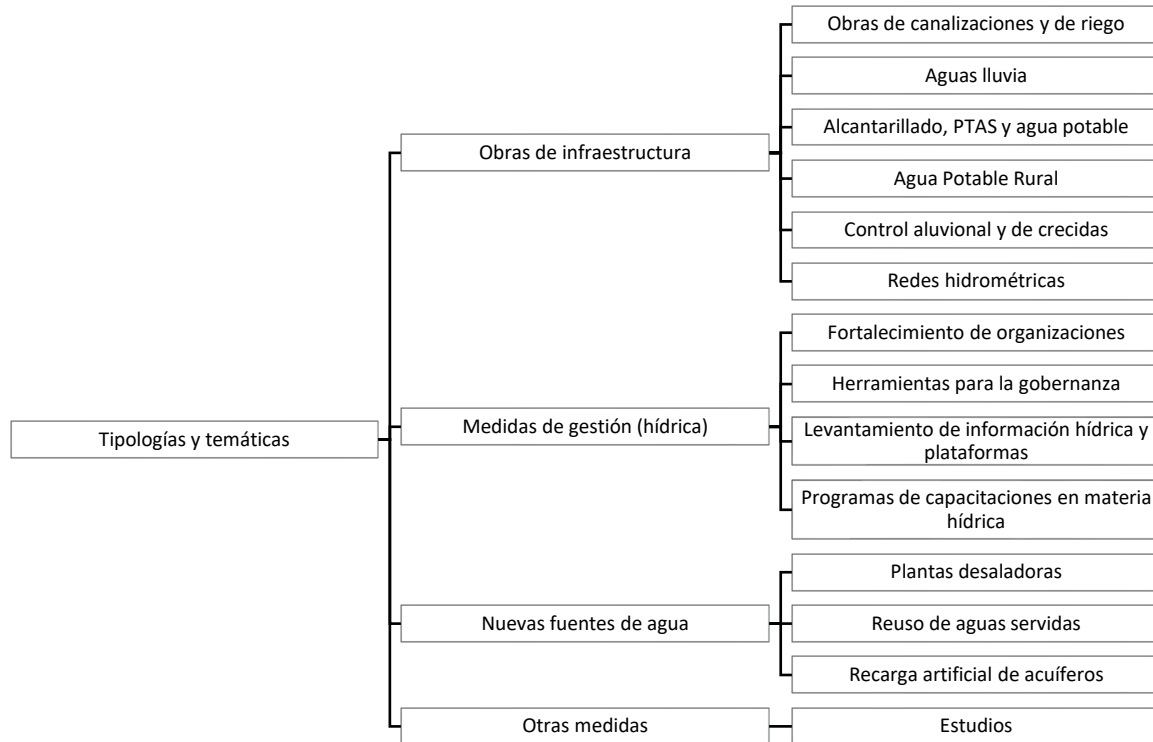 Tipologías y temáticas
Obras de infraestructura
Obras de canalizaciones y de riego
Aguas lluvia
Alcantarillado, PTAS y agua potable
Agua Potable Rural
Control aluvional y de crecidas
Redes hidrométricas
Medidas de gestión (hídrica)
Fortalecimiento de organizaciones
Herramientas para la gobernanza
Levantamiento de información hídrica y
plataformas
Programas de capacitaciones en materia
hídrica
Nuevas fuentes de agua
Plantas desaladoras
Reuso de aguas servidas
Recarga artificial de acuíferos
Otras medidas
Estudios